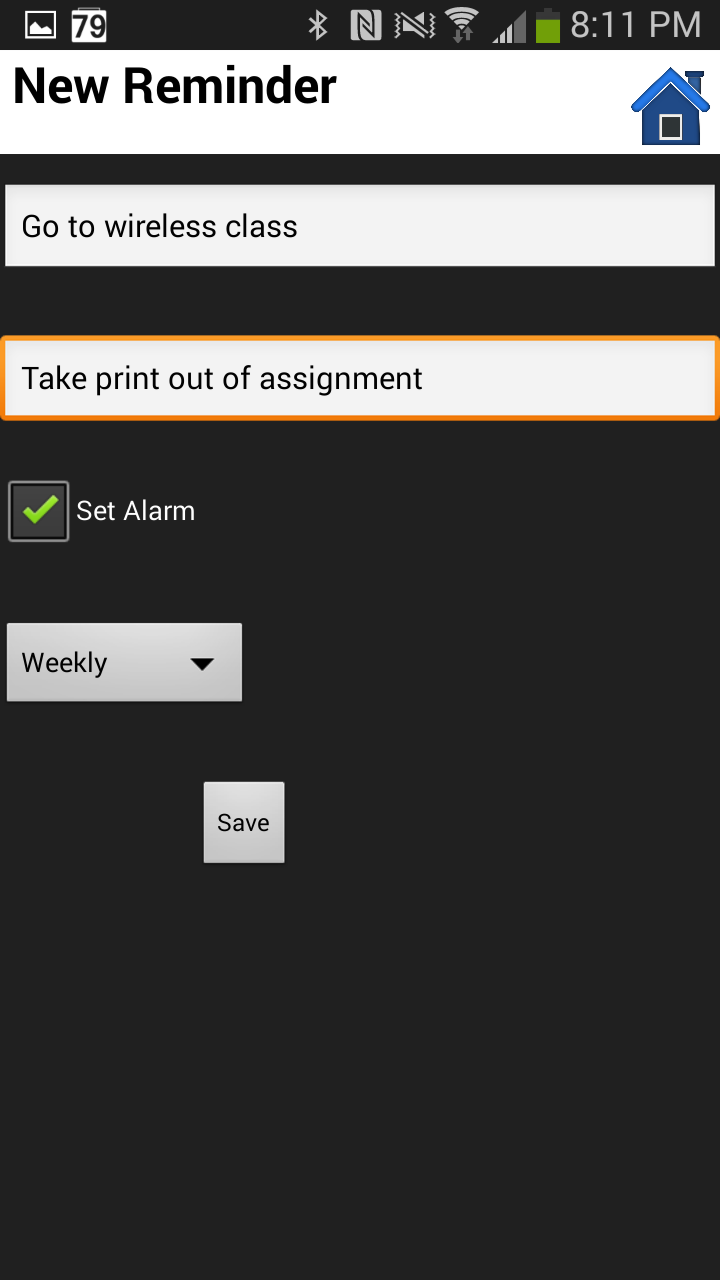 79 8:11 PM
New Reminder
Go to wireless class
Take print out of assignment
Set Alarm
Weekly
Save